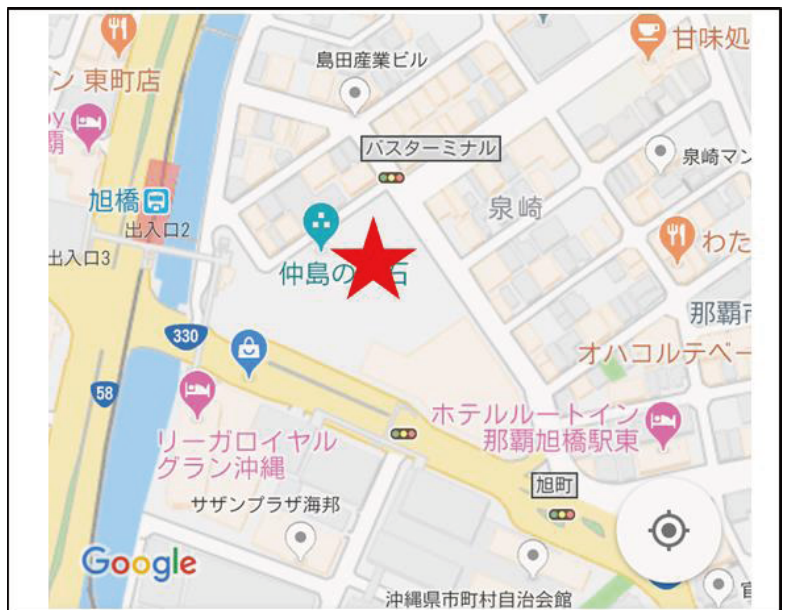 甘味処
島田産業ビル
ン 東町店
バスターミナル
泉崎マン
覇
旭橋
泉崎
出入口2
わた
出入口3
仲島の
石
那覇市
330
オハコルテベー
58
ホテルルートイン
那覇旭橋駅東
リーガロイヤル
グラン沖縄
旭町
サザンプラザ海邦
Google
沖縄県市町村自治会館